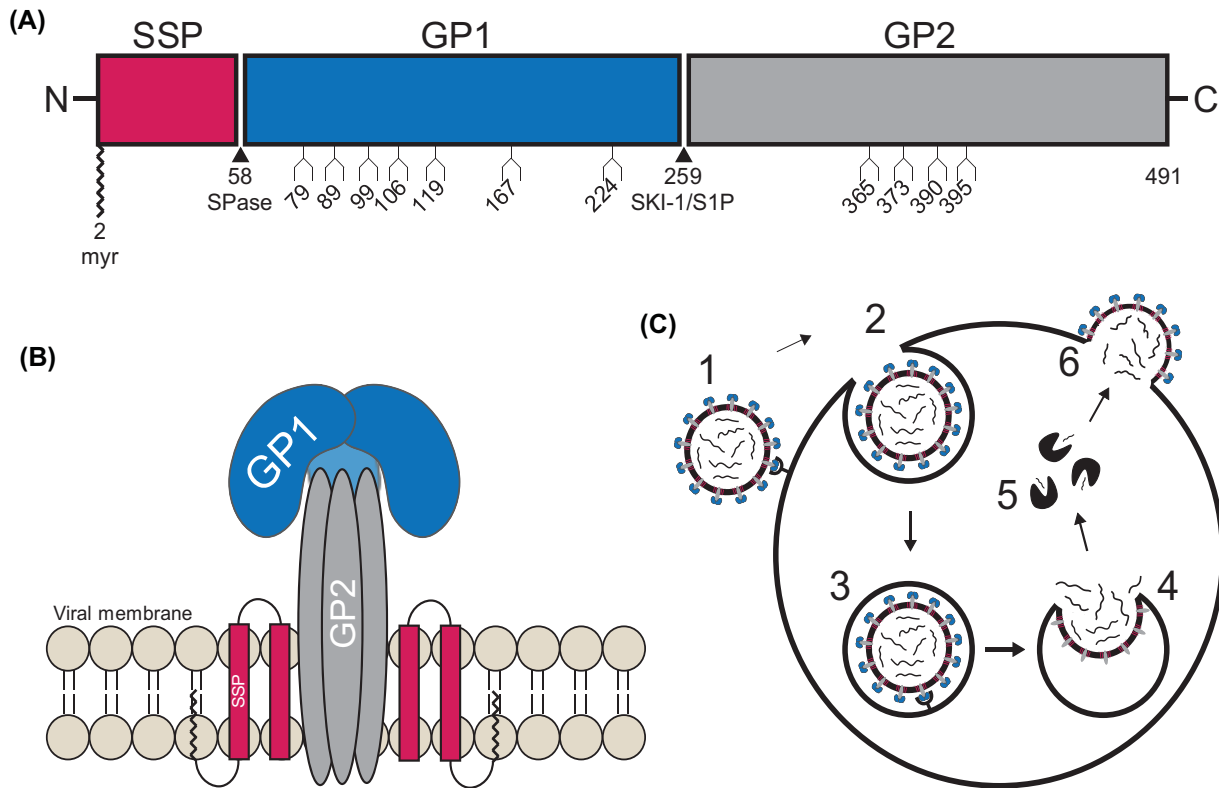 (A)
SSP
GP1
GP2
N
C
58
SPase
79
89
99
106
119
167
224
259
SKI-1/S1P
365
373
390
395
491
2
myr
(B)
GP1
GP2
Viral membrane
SSP
(C)
1
2
3
4
5
6